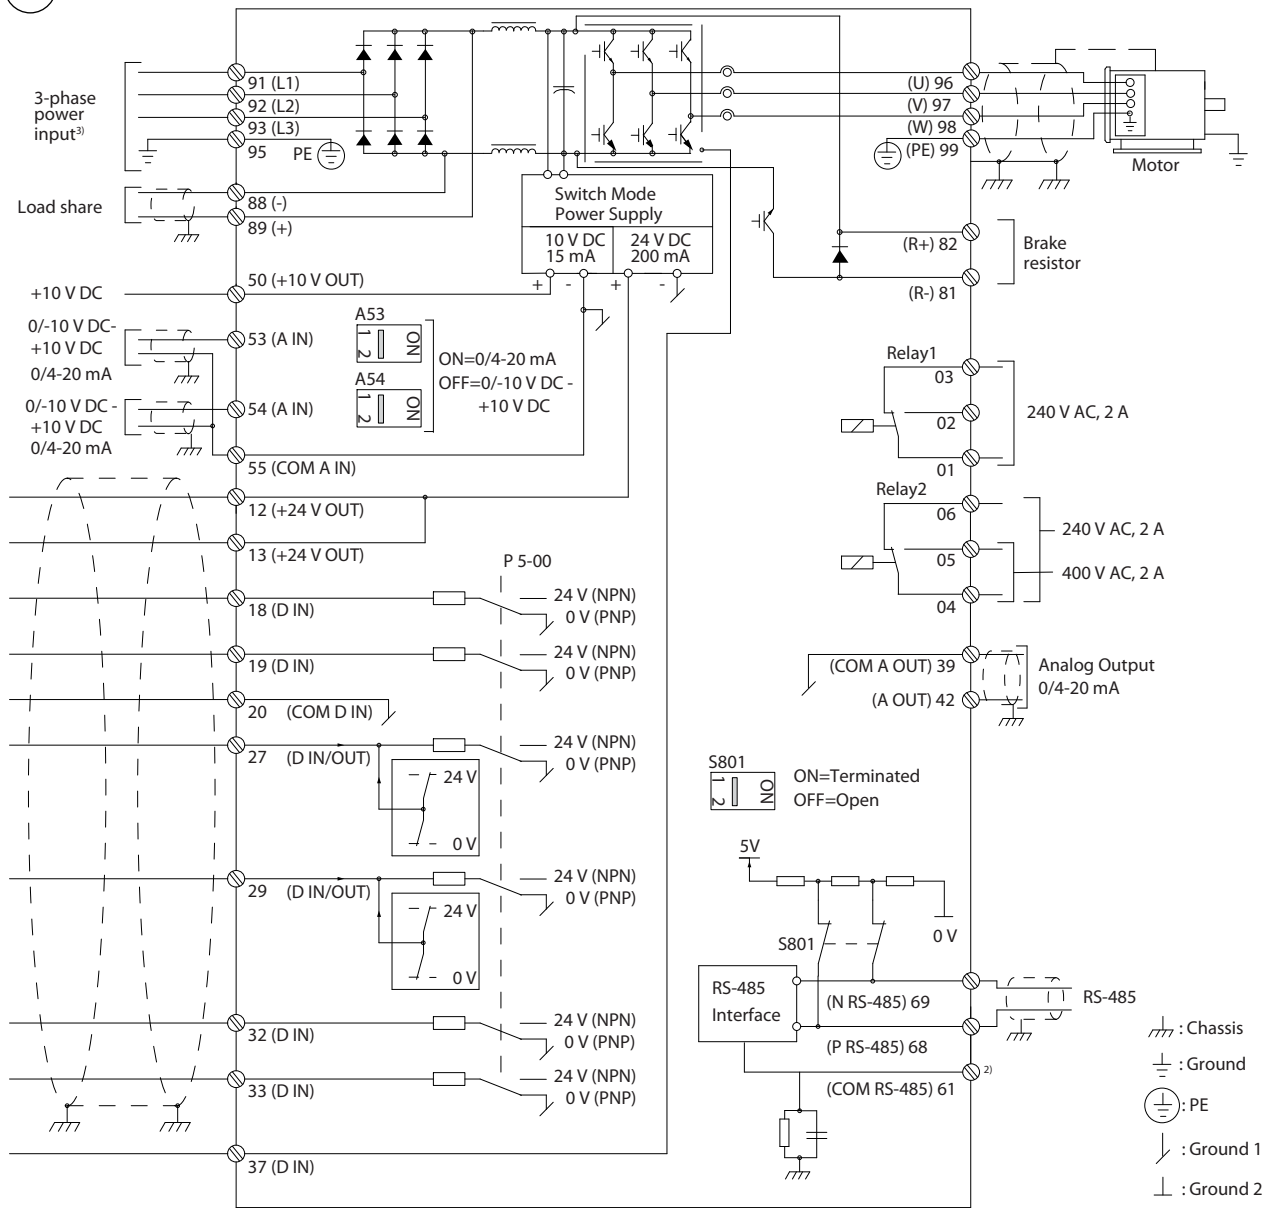 3-phase
power
input3)
91 (L1)
92 (L2)
93 (L3)
95
PE
Load share
88 (-)
89 (+)
Switch Mode
Power Supply
10 V DC
15 mA
24 V DC
200 mA
+
-
+
-
(U) 96
(V) 97
(W) 98
(PE) 99
Motor
(R+) 82
(R-) 81
Brake
resistor
+10 V DC
50 (+10 V OUT)
0/-10 V DC-
+10 V DC
0/4-20 mA
53 (A IN)
A53
1
2
ON
A54
1
2
ON
ON=0/4-20 mA
OFF=0/-10 V DC -
+10 V DC
0/-10 V DC -
+10 V DC
0/4-20 mA
54 (A IN)
55 (COM A IN)
12 (+24 V OUT)
13 (+24 V OUT)
P 5-00
18 (D IN)
24 V (NPN)
0 V (PNP)
19 (D IN)
24 V (NPN)
0 V (PNP)
20 (COM D IN)
27 (D IN/OUT)
24 V (NPN)
0 V (PNP)
24 V
0 V
29 (D IN/OUT)
24 V (NPN)
0 V (PNP)
24 V
0 V
32 (D IN)
24 V (NPN)
0 V (PNP)
33 (D IN)
24 V (NPN)
0 V (PNP)
37 (D IN)
Relay1
03
02
01
240 V AC, 2 A
Relay2
06
05
04
240 V AC, 2 A
400 V AC, 2 A
(COM A OUT) 39
(A OUT) 42
Analog Output
0/4-20 mA
S801
1
2
ON
ON=Terminated
OFF=Open
5V
0 V
S801
RS-485
Interface
(N RS-485) 69
(P RS-485) 68
(COM RS-485) 61
2)
RS-485
: Chassis
: Ground
: PE
: Ground 1
: Ground 2